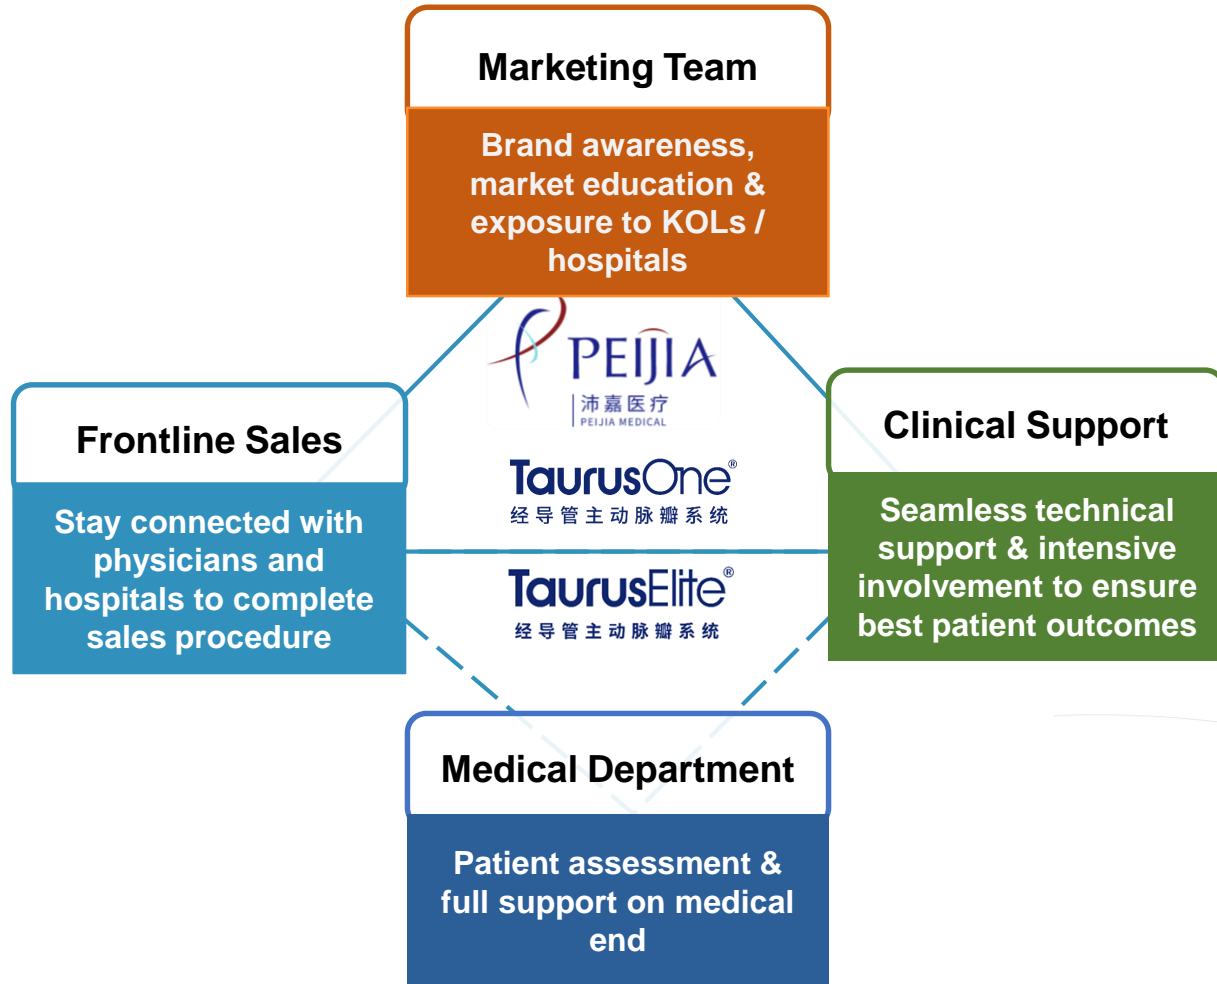 Marketing Team
Brand awareness,
market education &
exposure to KOLs /
hospitals
PEIJIA
沛嘉医疗
PEIJIA MEDICAL
Frontline Sales
Stay connected with
physicians and
hospitals to complete
sales procedure
TaurusOne®
经导管主动脉瓣系统
TaurusElite®
经导管主动脉瓣系统
Clinical Support
Seamless technical
support & intensive
involvement to ensure
best patient outcomes
Medical Department
Patient assessment &
full support on medical
end